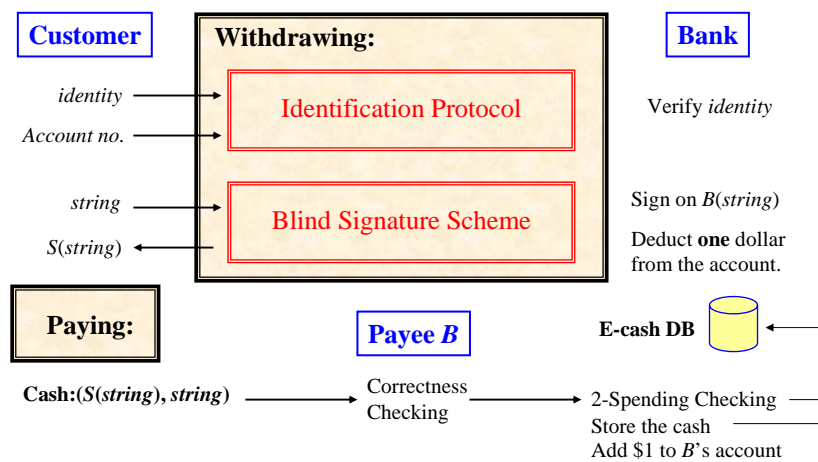 Customer
Withdrawing:
Bank
identity
Identification Protocol
Verify identity
Account no.
string
Blind Signature Scheme
Sign on B(string)
S(string)
Deduct one dollar
from the account.
Paying:
Payee B
E-cash DB
Cash:(S(string), string)
Correctness
Checking
2-Spending Checking
Store the cash
Add $1 to B’s account